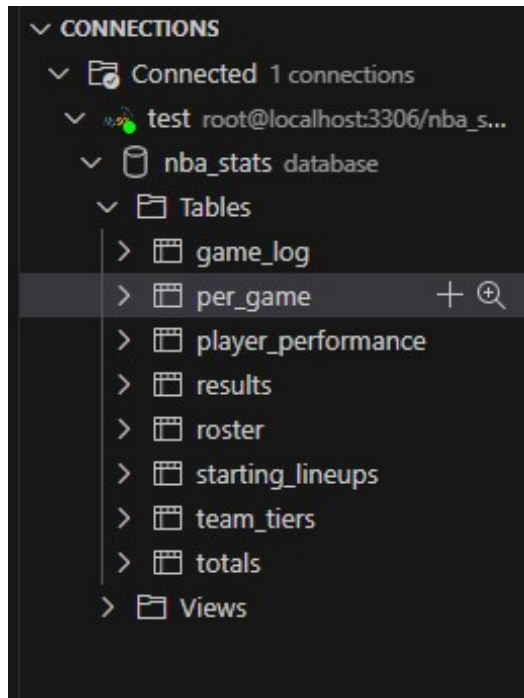 CONNECTIONS
Connected 1 connections
test root@localhost:3306/nba_s...
nba_stats database
Tables
game_log
per_game
player_performance
results
roster
starting_lineups
team_tiers
totals
Views